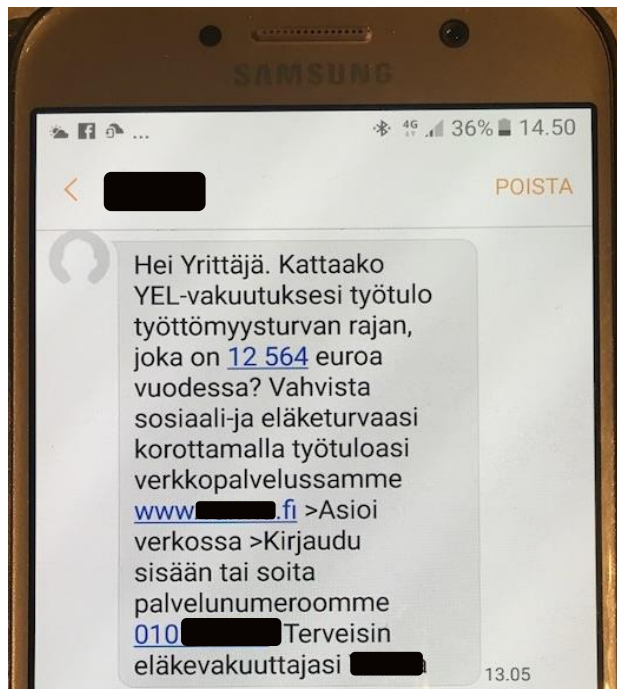 SAMSUNG
... 4G 36% 14.50
POISTA
Hei Yrittäjä. Kattaako
YEL-vakuutuksesi työtulo
työttömyysturvan rajan,
joka on 12 564 euroa
vuodessa? Vahvista
sosiaali-ja eläketurvaasi
korottamalla työtuloasi
verkkopalvelussamme
www .fi >Asioi
verkossa >Kirjaudu
sisään tai soita
palvelunumeroomme
010 Terveisin
eläkevakuuttajasi
13.05